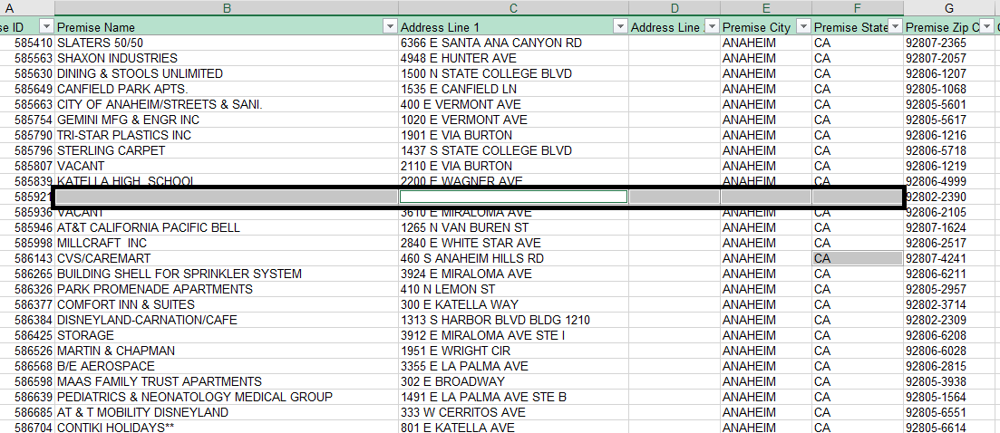 A B C D E F G
se ID Premise Name Address Line 1 Address Line Premise City Premise State Premise Zip C
585410 SLATERS 50/50 6366 E SANTA ANA CANYON RD ANAHEIM CA 92807-2365
585563 SHAXON INDUSTRIES 4948 E HUNTER AVE ANAHEIM CA 92807-2057
585630 DINING & STOOLS UNLIMITED 1500 N STATE COLLEGE BLVD ANAHEIM CA 92806-1207
585649 CANFIELD PARK APTS. 1535 E CANFIELD LN ANAHEIM CA 92805-1068
585663 CITY OF ANAHEIM/STREETS & SANI. 400 E VERMONT AVE ANAHEIM CA 92805-5601
585754 GEMINI MFG & ENGR INC 1020 E VERMONT AVE ANAHEIM CA 92805-5617
585790 TRI-STAR PLASTICS INC 1901 E VIA BURTON ANAHEIM CA 92806-1216
585796 STERLING CARPET 1437 S STATE COLLEGE BLVD ANAHEIM CA 92806-5718
585807 VACANT 2110 E VIA BURTON ANAHEIM CA 92806-1219
585839 KATELLA HIGH SCHOOL 2200 E WAGNER AVE ANAHEIM CA 92806-4999
585921 92802-2390
585936 VACANT 3610 E MIRALOMA AVE ANAHEIM CA 92806-2105
585946 AT&T CALIFORNIA PACIFIC BELL 1265 N VAN BUREN ST ANAHEIM CA 92807-1624
585998 MILLCRAFT INC 2840 E WHITE STAR AVE ANAHEIM CA 92806-2517
586143 CVS/CAREMART 460 S ANAHEIM HILLS RD ANAHEIM CA 92807-4241
586265 BUILDING SHELL FOR SPRINKLER SYSTEM 3924 E MIRALOMA AVE ANAHEIM CA 92806-6211
586326 PARK PROMENADE APARTMENTS 410 N LEMON ST ANAHEIM CA 92805-2957
586377 COMFORT INN & SUITES 300 E KATELLA WAY ANAHEIM CA 92802-3714
586384 DISNEYLAND-CARNATION/CAFE 1313 S HARBOR BLVD BLDG 1210 ANAHEIM CA 92802-2309
586425 STORAGE 3912 E MIRALOMA AVE STE I ANAHEIM CA 92806-6208
586526 MARTIN & CHAPMAN 1951 E WRIGHT CIR ANAHEIM CA 92806-6028
586568 B/E AEROSPACE 3355 E LA PALMA AVE ANAHEIM CA 92806-2815
586598 MAAS FAMILY TRUST APARTMENTS 302 E BROADWAY ANAHEIM CA 92805-3938
586639 PEDIATRICS & NEONATOLOGY MEDICAL GROUP 1491 E LA PALMA AVE STE B ANAHEIM CA 92805-1564
586685 AT & T MOBILITY DISNEYLAND 333 W CERRITOS AVE ANAHEIM CA 92805-6551
586704 CONTIKI HOLIDAYS** 801 E KATELLA AVE ANAHEIM CA 92805-6614